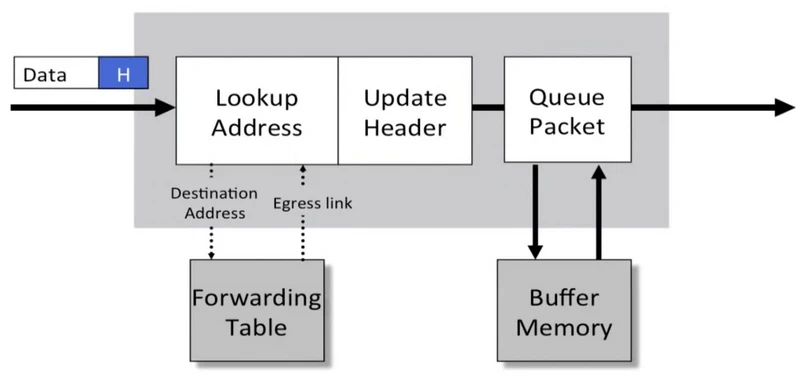 Data H
Lookup
Address
Update
Header
Queue
Packet
Destination
Address
Egress link
Forwarding
Table
Buffer
Memory